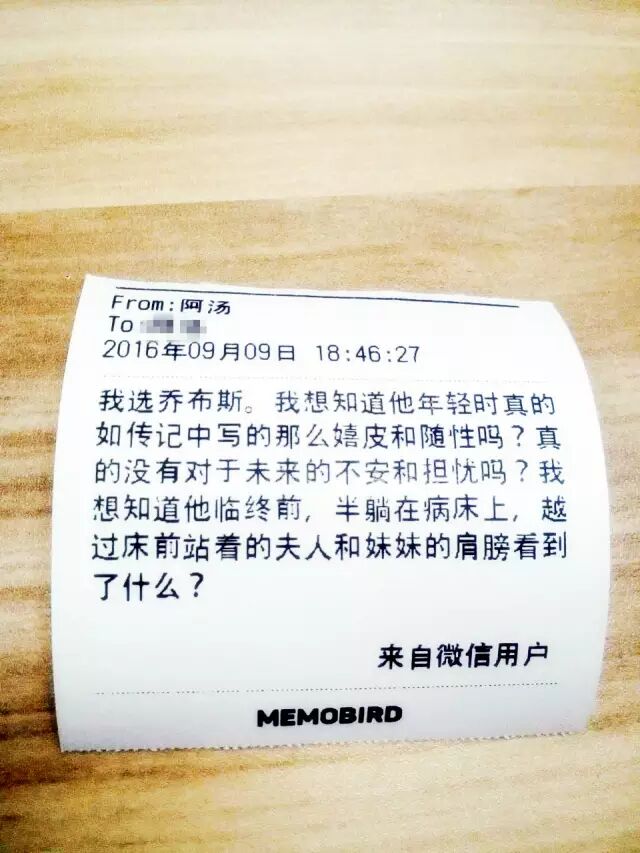 From:阿汤
To
2016年09月09日 18:46:27
我选乔布斯。我想知道他年轻时真的
如传记中写的那么嬉皮和随性吗？真
的没有对于未来的不安和担忧吗？我
想知道他临终前，半躺在病床上，越
过床前站着的夫人和妹妹的肩膀看到
了什么？
来自微信用户
MEMOBIRD